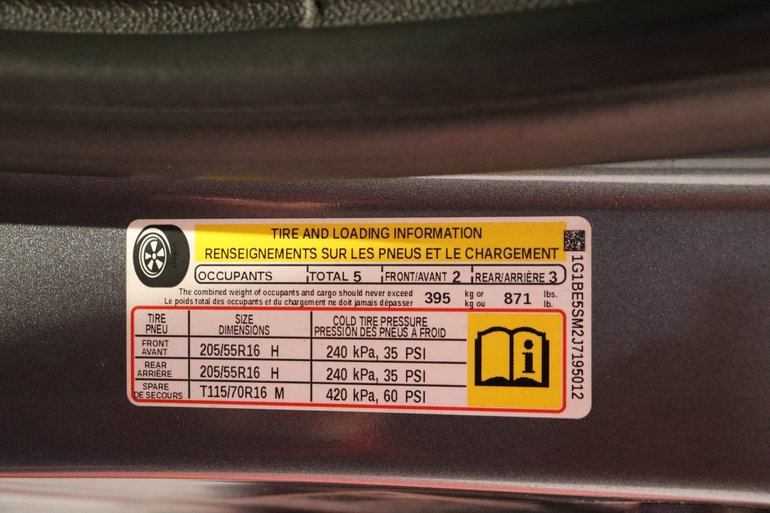 TIRE AND LOADING INFORMATION
RENSEIGNEMENTS SUR LES PNEUS ET LE CHARGEMENT
OCCUPANTS TOTAL 5 FRONT/AVANT 2 REAR/ARRIÈRE 3
The combined weight of occupants and cargo should never exceed
Le poids total des occupants et du chargement ne doit jamais dépasser
395 kg or
kg ou
871 lbs.
lb.
TIRE
PNEU
SIZE
DIMENSIONS
COLD TIRE PRESSURE
PRESSION DES PNEUS À FROID
FRONT
AVANT
205/55R16 H
240 kPa, 35 PSI
REAR
ARRIÈRE
205/55R16 H
240 kPa, 35 PSI
SPARE
DE SECOURS
T115/70R16 M
420 kPa, 60 PSI
i
1G1BE5SM2J7195012